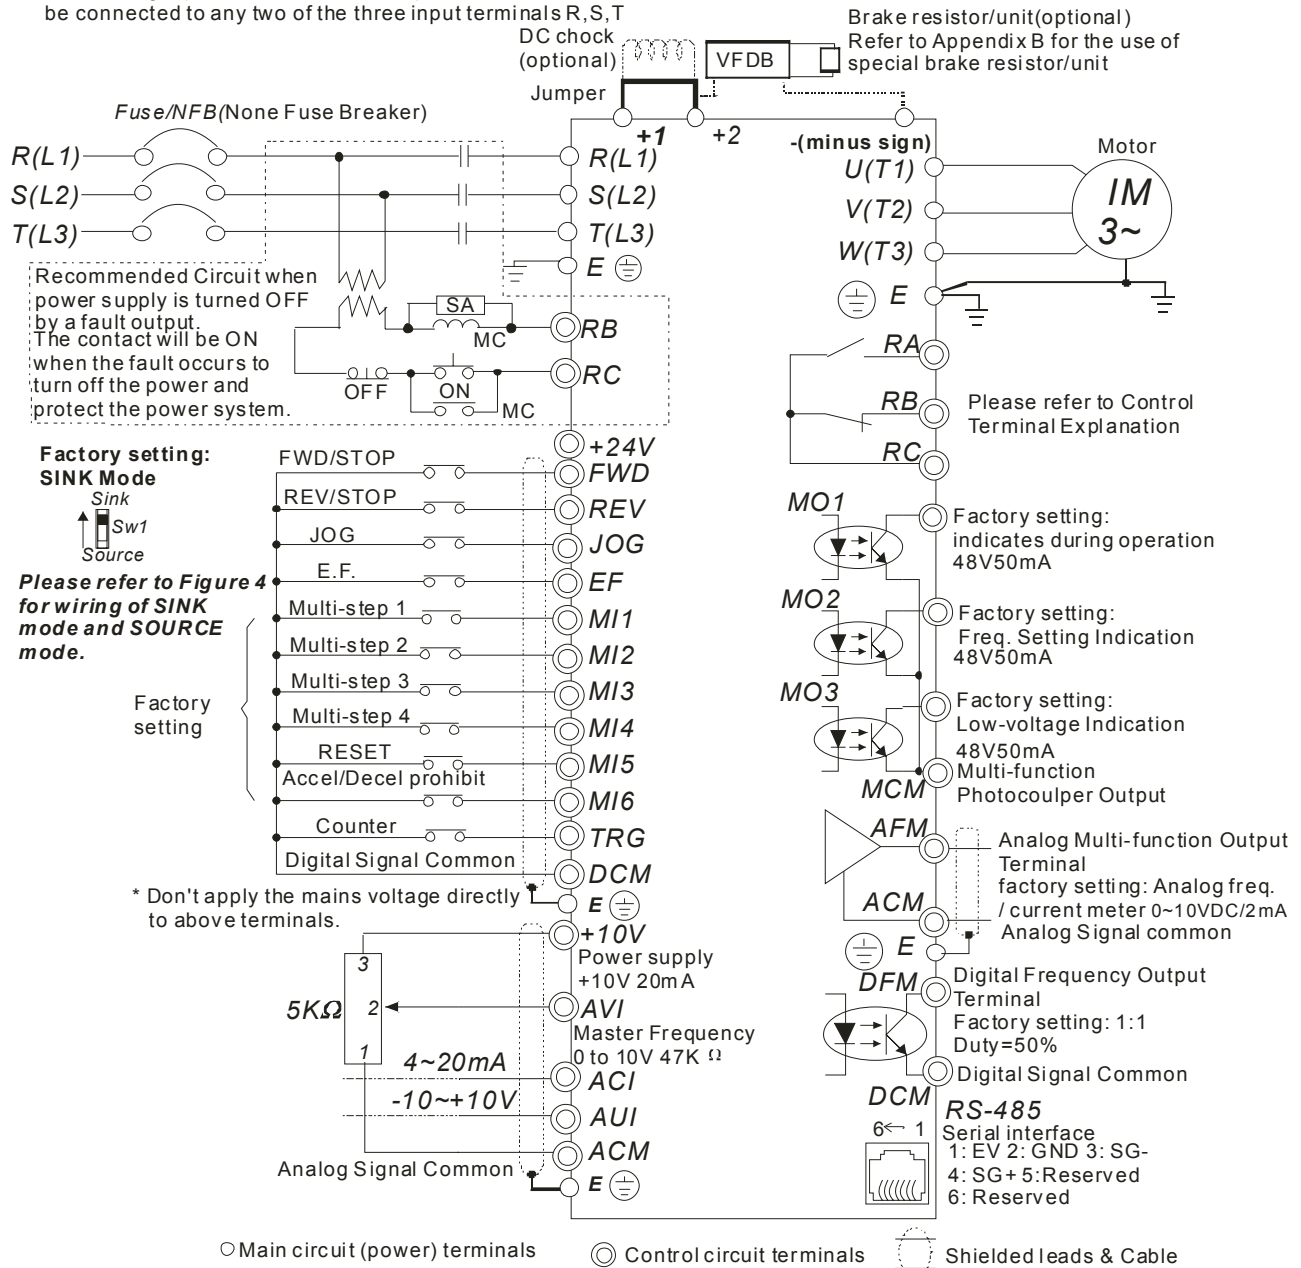 be connected to any two of the three input terminals R,S,T
DC chock
(optional)
Jumper
VFDB
Brake resistor/unit(optional)
Refer to Appendix B for the use of
special brake resistor/unit
Fuse/NFB(None Fuse Breaker)
+1
+2
-(minus sign)
R(L1)
S(L2)
T(L3)
R(L1)
S(L2)
T(L3)
E
U(T1)
V(T2)
W(T3)
E
Motor
IM
3~
Recommended Circuit when
power supply is turned OFF
by a fault output.
The contact will be ON
when the fault occurs to
turn off the power and
protect the power system.
SA
MC
OFF
ON
MC
RB
RC
RA
RB
RC
Please refer to Control
Terminal Explanation
Factory setting:
SINK Mode
Sink
Sw1
Source
Please refer to Figure 4
for wiring of SINK
mode and SOURCE
mode.
Factory
setting
+24V
FWD/STOP
FWD
REV/STOP
REV
JOG
JOG
E.F.
EF
Multi-step 1
MI1
Multi-step 2
MI2
Multi-step 3
MI3
Multi-step 4
MI4
RESET
MI5
Accel/Decel prohibit
MI6
Counter
TRG
Digital Signal Common
DCM
* Don't apply the mains voltage directly
to above terminals.
E
+10V
Power supply
+10V 20mA
3
2
1
5KΩ
AVI
Master Frequency
0 to 10V 47K Ω
4~20mA
ACI
-10~+10V
AUI
ACM
Analog Signal Common
E
MO1
Factory setting:
indicates during operation
48V50mA
MO2
Factory setting:
Freq. Setting Indication
48V50mA
MO3
Factory setting:
Low-voltage Indication
48V50mA
MCM
Multi-function
Photocoulper Output
AFM
Analog Multi-function Output
Terminal
factory setting: Analog freq.
/ current meter 0~10VDC/2mA
ACM
Analog Signal common
E
DFM
Digital Frequency Output
Terminal
Factory setting: 1:1
Duty=50%
DCM
Digital Signal Common
RS-485
Serial interface
6← 1
1: EV 2: GND 3: SG-
4: SG+ 5:Reserved
6: Reserved
Main circuit (power) terminals
Control circuit terminals
Shielded leads & Cable